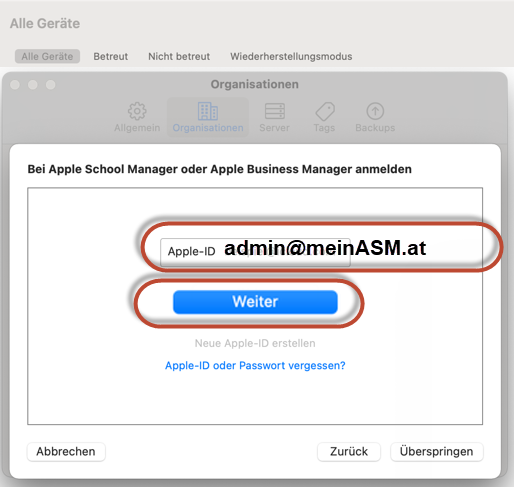 Alle Geräte
Alle Geräte Betreut Nicht betreut Wiederherstellungsmodus
Organisationen
Allgemein Organisationen Server Tags Backups
Bei Apple School Manager oder Apple Business Manager anmelden
Apple-ID admin@meinASM.at
Weiter
Neue Apple-ID erstellen
Apple-ID oder Passwort vergessen?
Abbrechen Zurück Überspringen